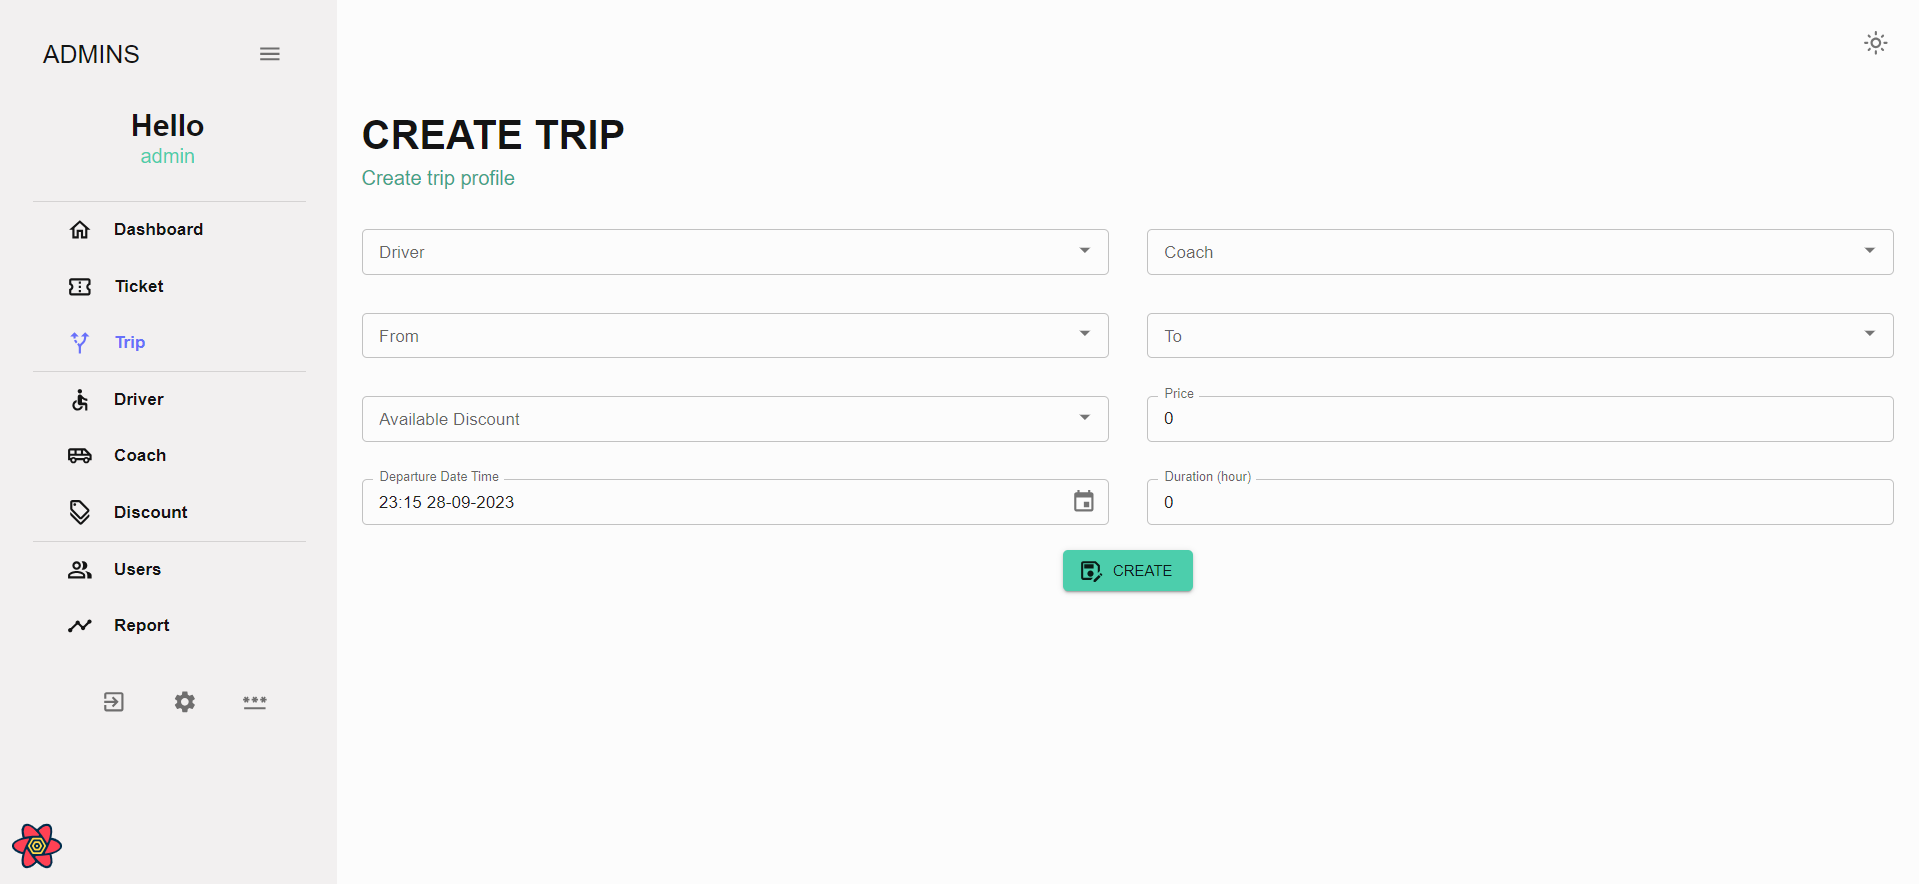 ADMINS
Hello
admin
Dashboard
Ticket
Trip
Driver
Coach
Discount
Users
Report
CREATE TRIP
Create trip profile
Driver
Coach
From
To
Available Discount
Price
0
Departure Date Time
23:15 28-09-2023
Duration (hour)
0
CREATE